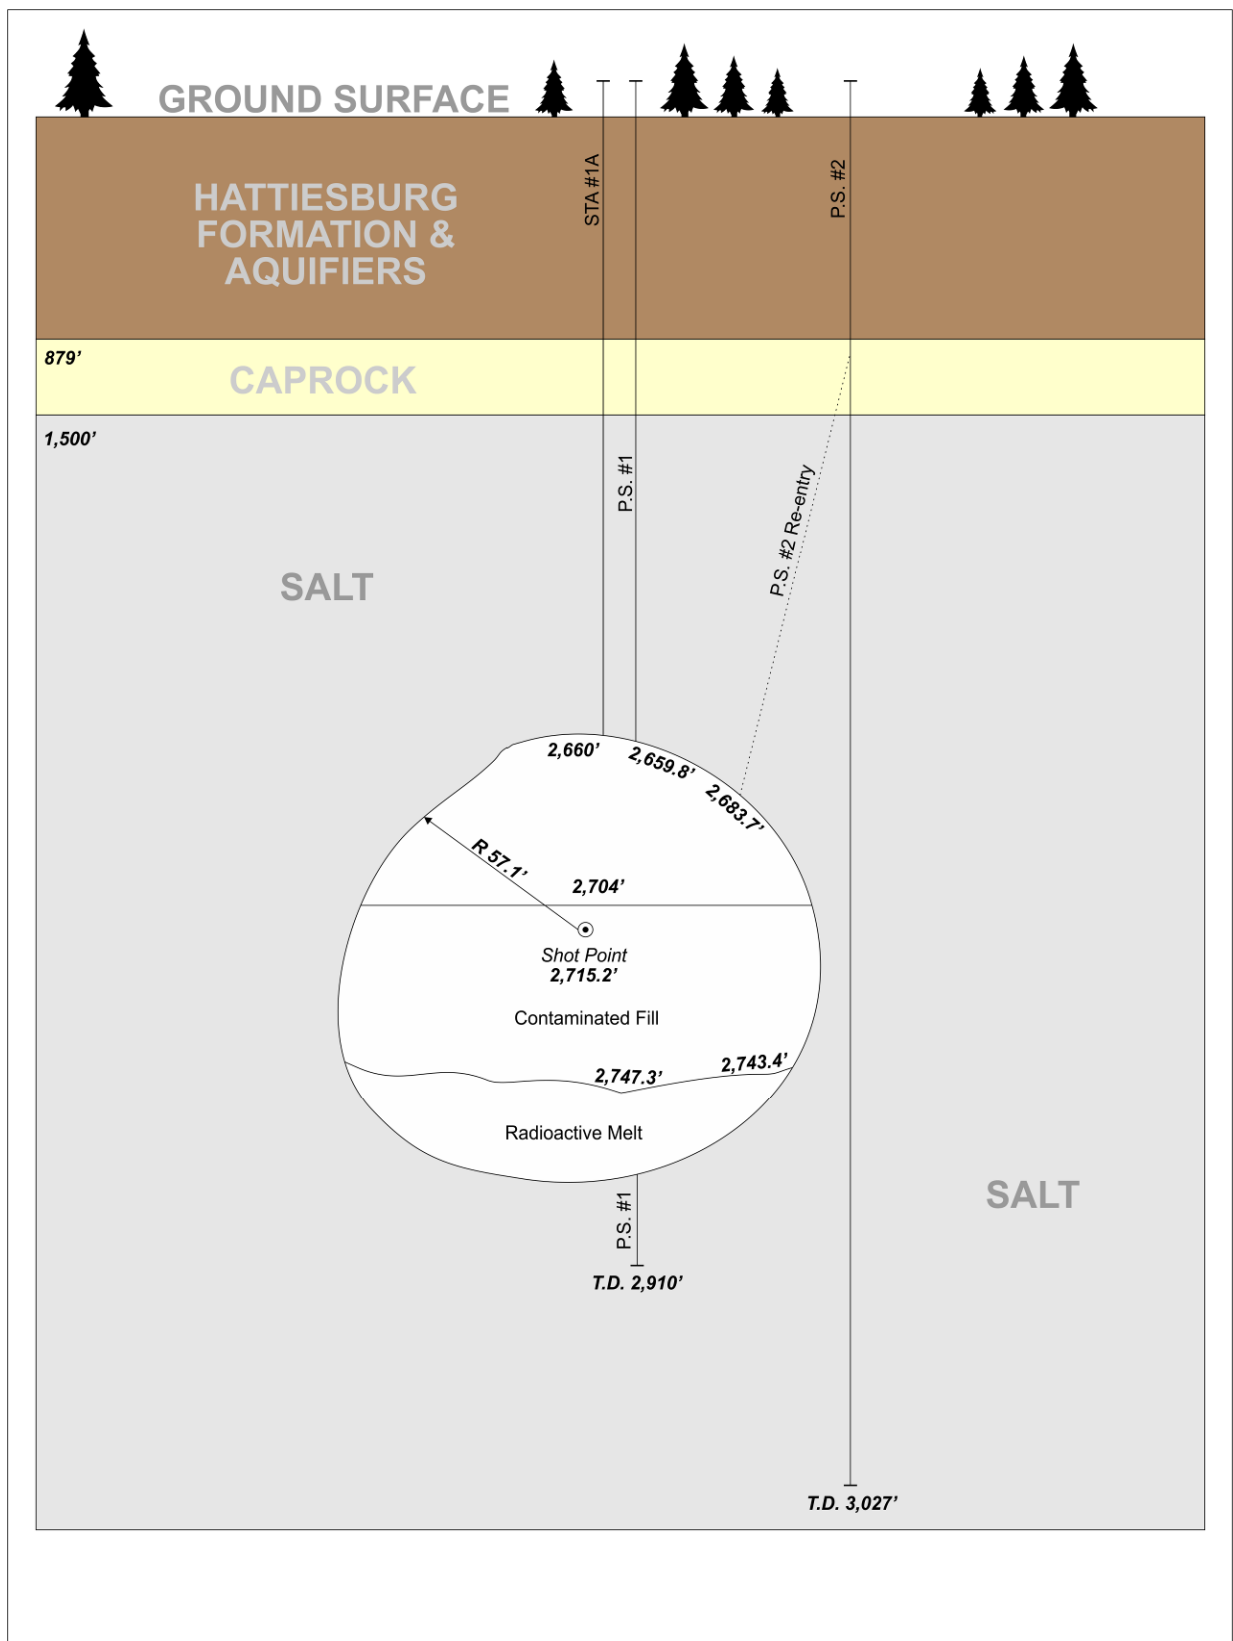 GROUND SURFACE
STA #1A
P.S. #2
HATTIESBURG
FORMATION &
AQUIFIERS
879’
CAPROCK
1,500’
P.S. #1
P.S. #2 Re-entry
SALT
2,660’
2,659.8’
2,683.7’
R 57.1’
2,704’
Shot Point
2,715.2’
Contaminated Fill
2,747.3’
2,743.4’
Radioactive Melt
P.S. #1
SALT
T.D. 2,910’
T.D. 3,027’